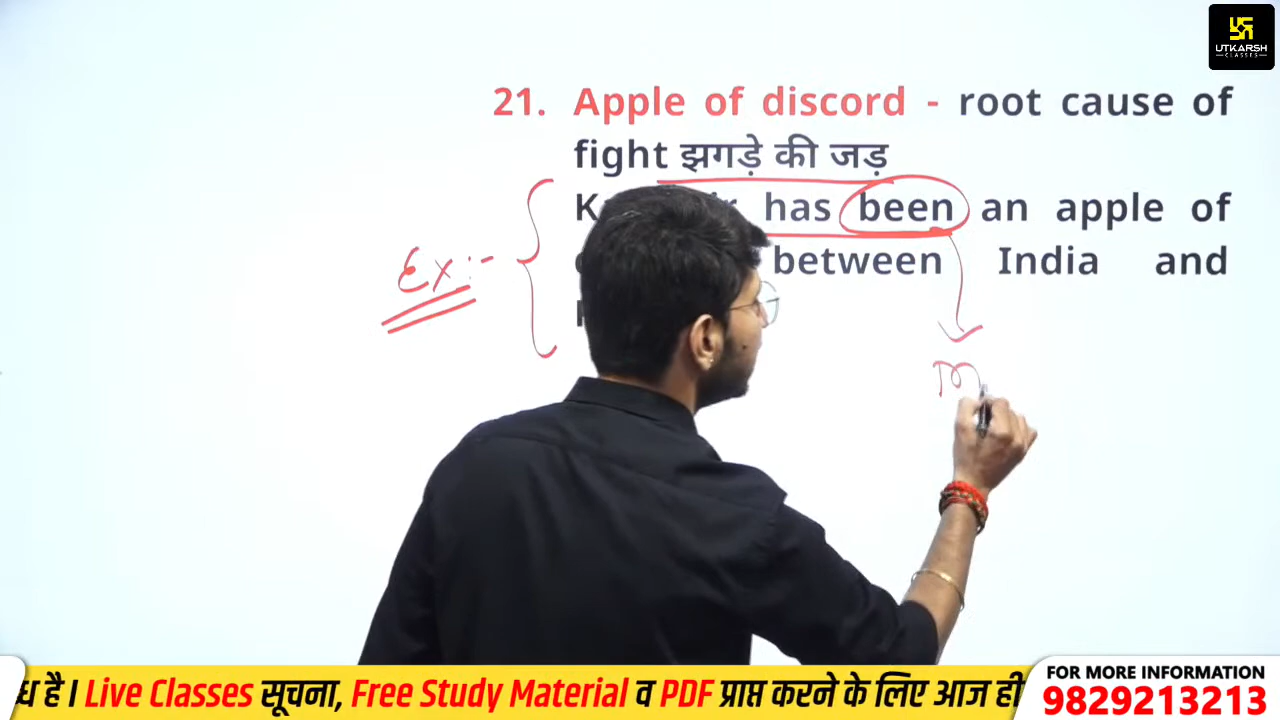 UTKARSH
CLASSES
21. Apple of discord - root cause of
fight झगड़े की जड़
has been an apple of
between India and
Ex:-
है। Live Classes सूचना, Free Study Material व PDF प्राप्त करने के लिए आज ही
FOR MORE INFORMATION
9829213213